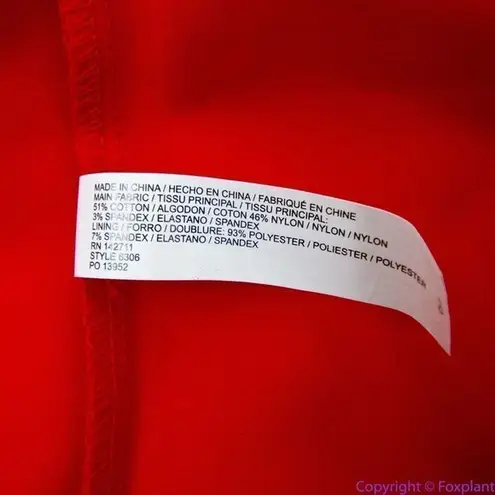 MADE IN CHINA / HECHO EN CHINA / FABRIQUÉ EN CHINE
MAIN FABRIC / TISSU PRINCIPAL / TISSU PRINCIPAL:
51% COTTON / ALGODON / COTON 46% NYLON / NYLON / NYLON
3% SPANDEX / ELASTANO / SPANDEX
LINING / FORRO / DOUBLURE: 93% POLYESTER / POLIESTER / POLYESTER
7% SPANDEX / ELASTANO / SPANDEX
RN 142711
STYLE 6306
PO 13952
Copyright © Foxplant